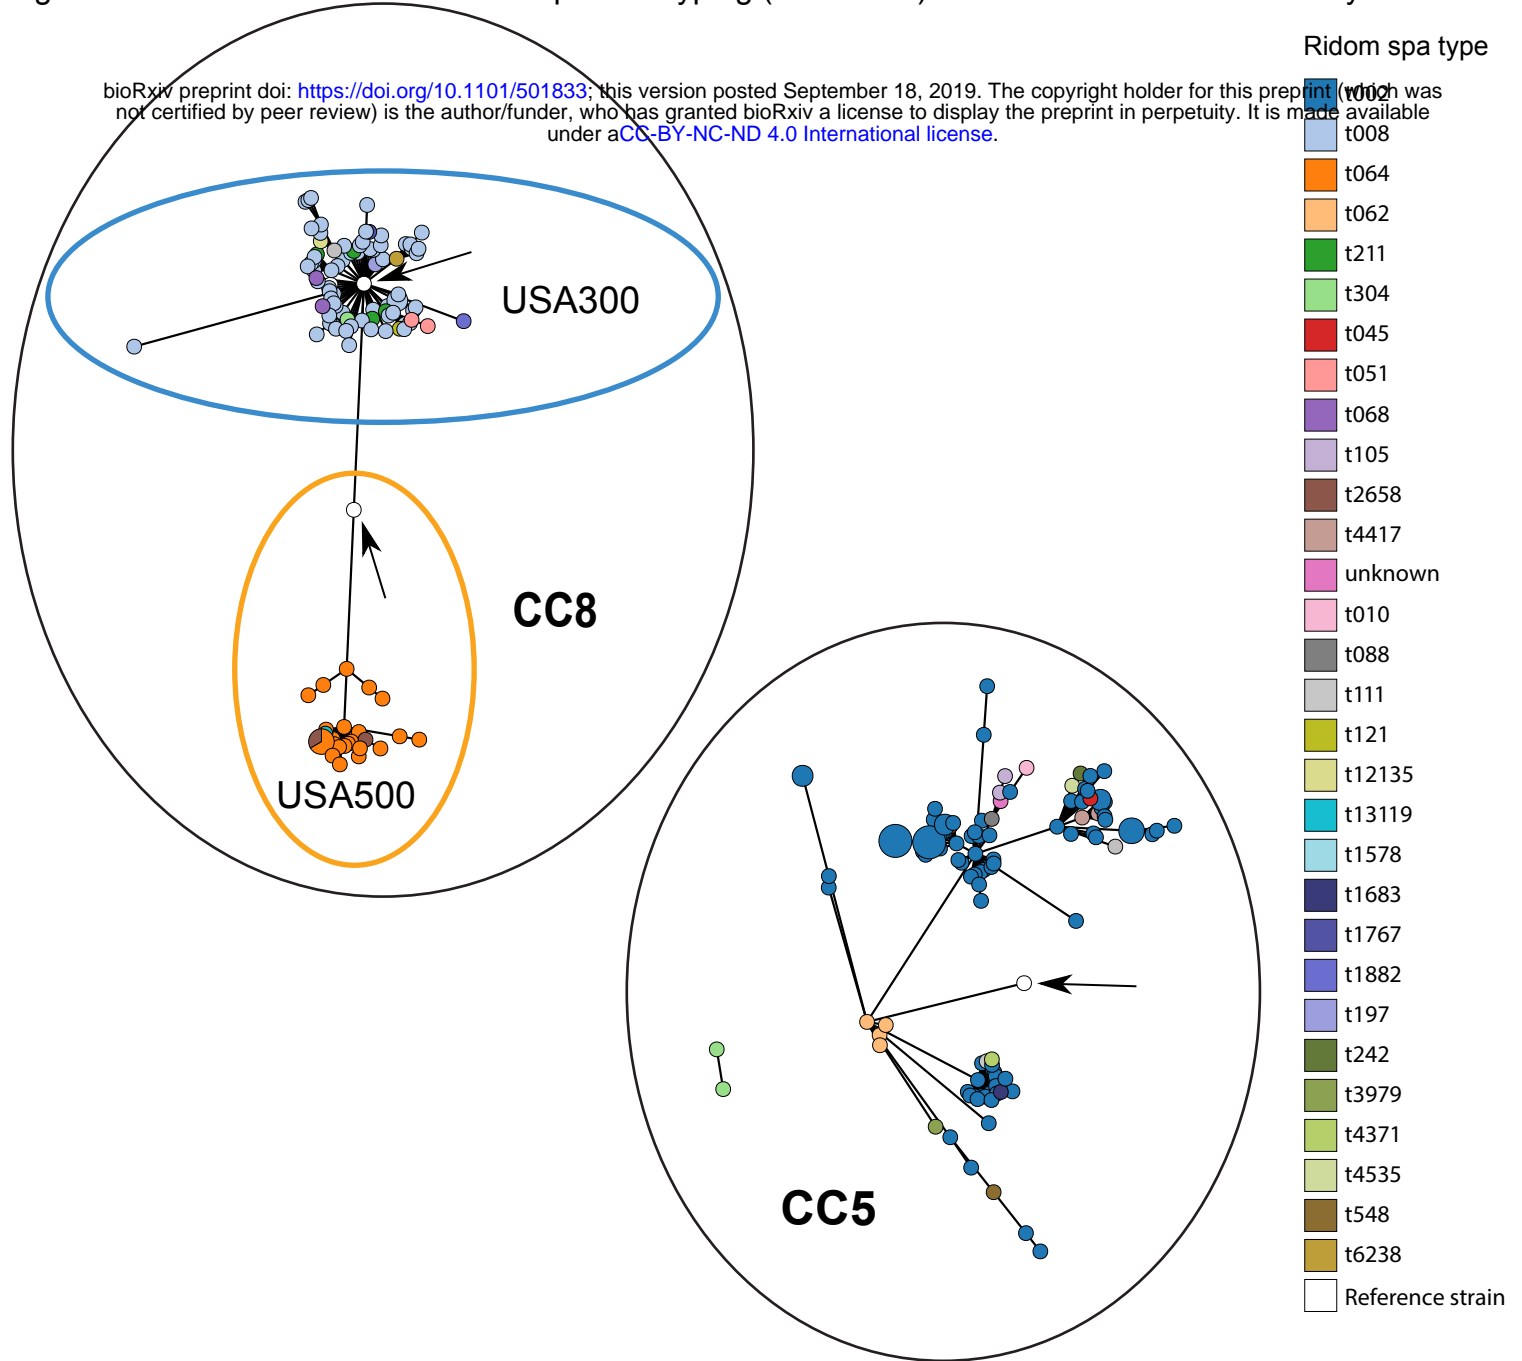 Ridom spa type
bioRxiv preprint doi: https://doi.org/10.1101/501833; this version posted September 18, 2019. The copyright holder for this preprint (which was
not certified by peer review) is the author/funder, who has granted bioRxiv a license to display the preprint in perpetuity. It is made available
under aCC-BY-NC-ND 4.0 International license.
t002
t008
t064
t062
t211
t304
t045
t051
t068
t105
t2658
t4417
unknown
t010
t088
t111
t121
t12135
t13119
t1578
t1683
t1767
t1882
t197
t242
t3979
t4371
t4535
t548
t6238
Reference strain
USA300
CC8
USA500
CC5